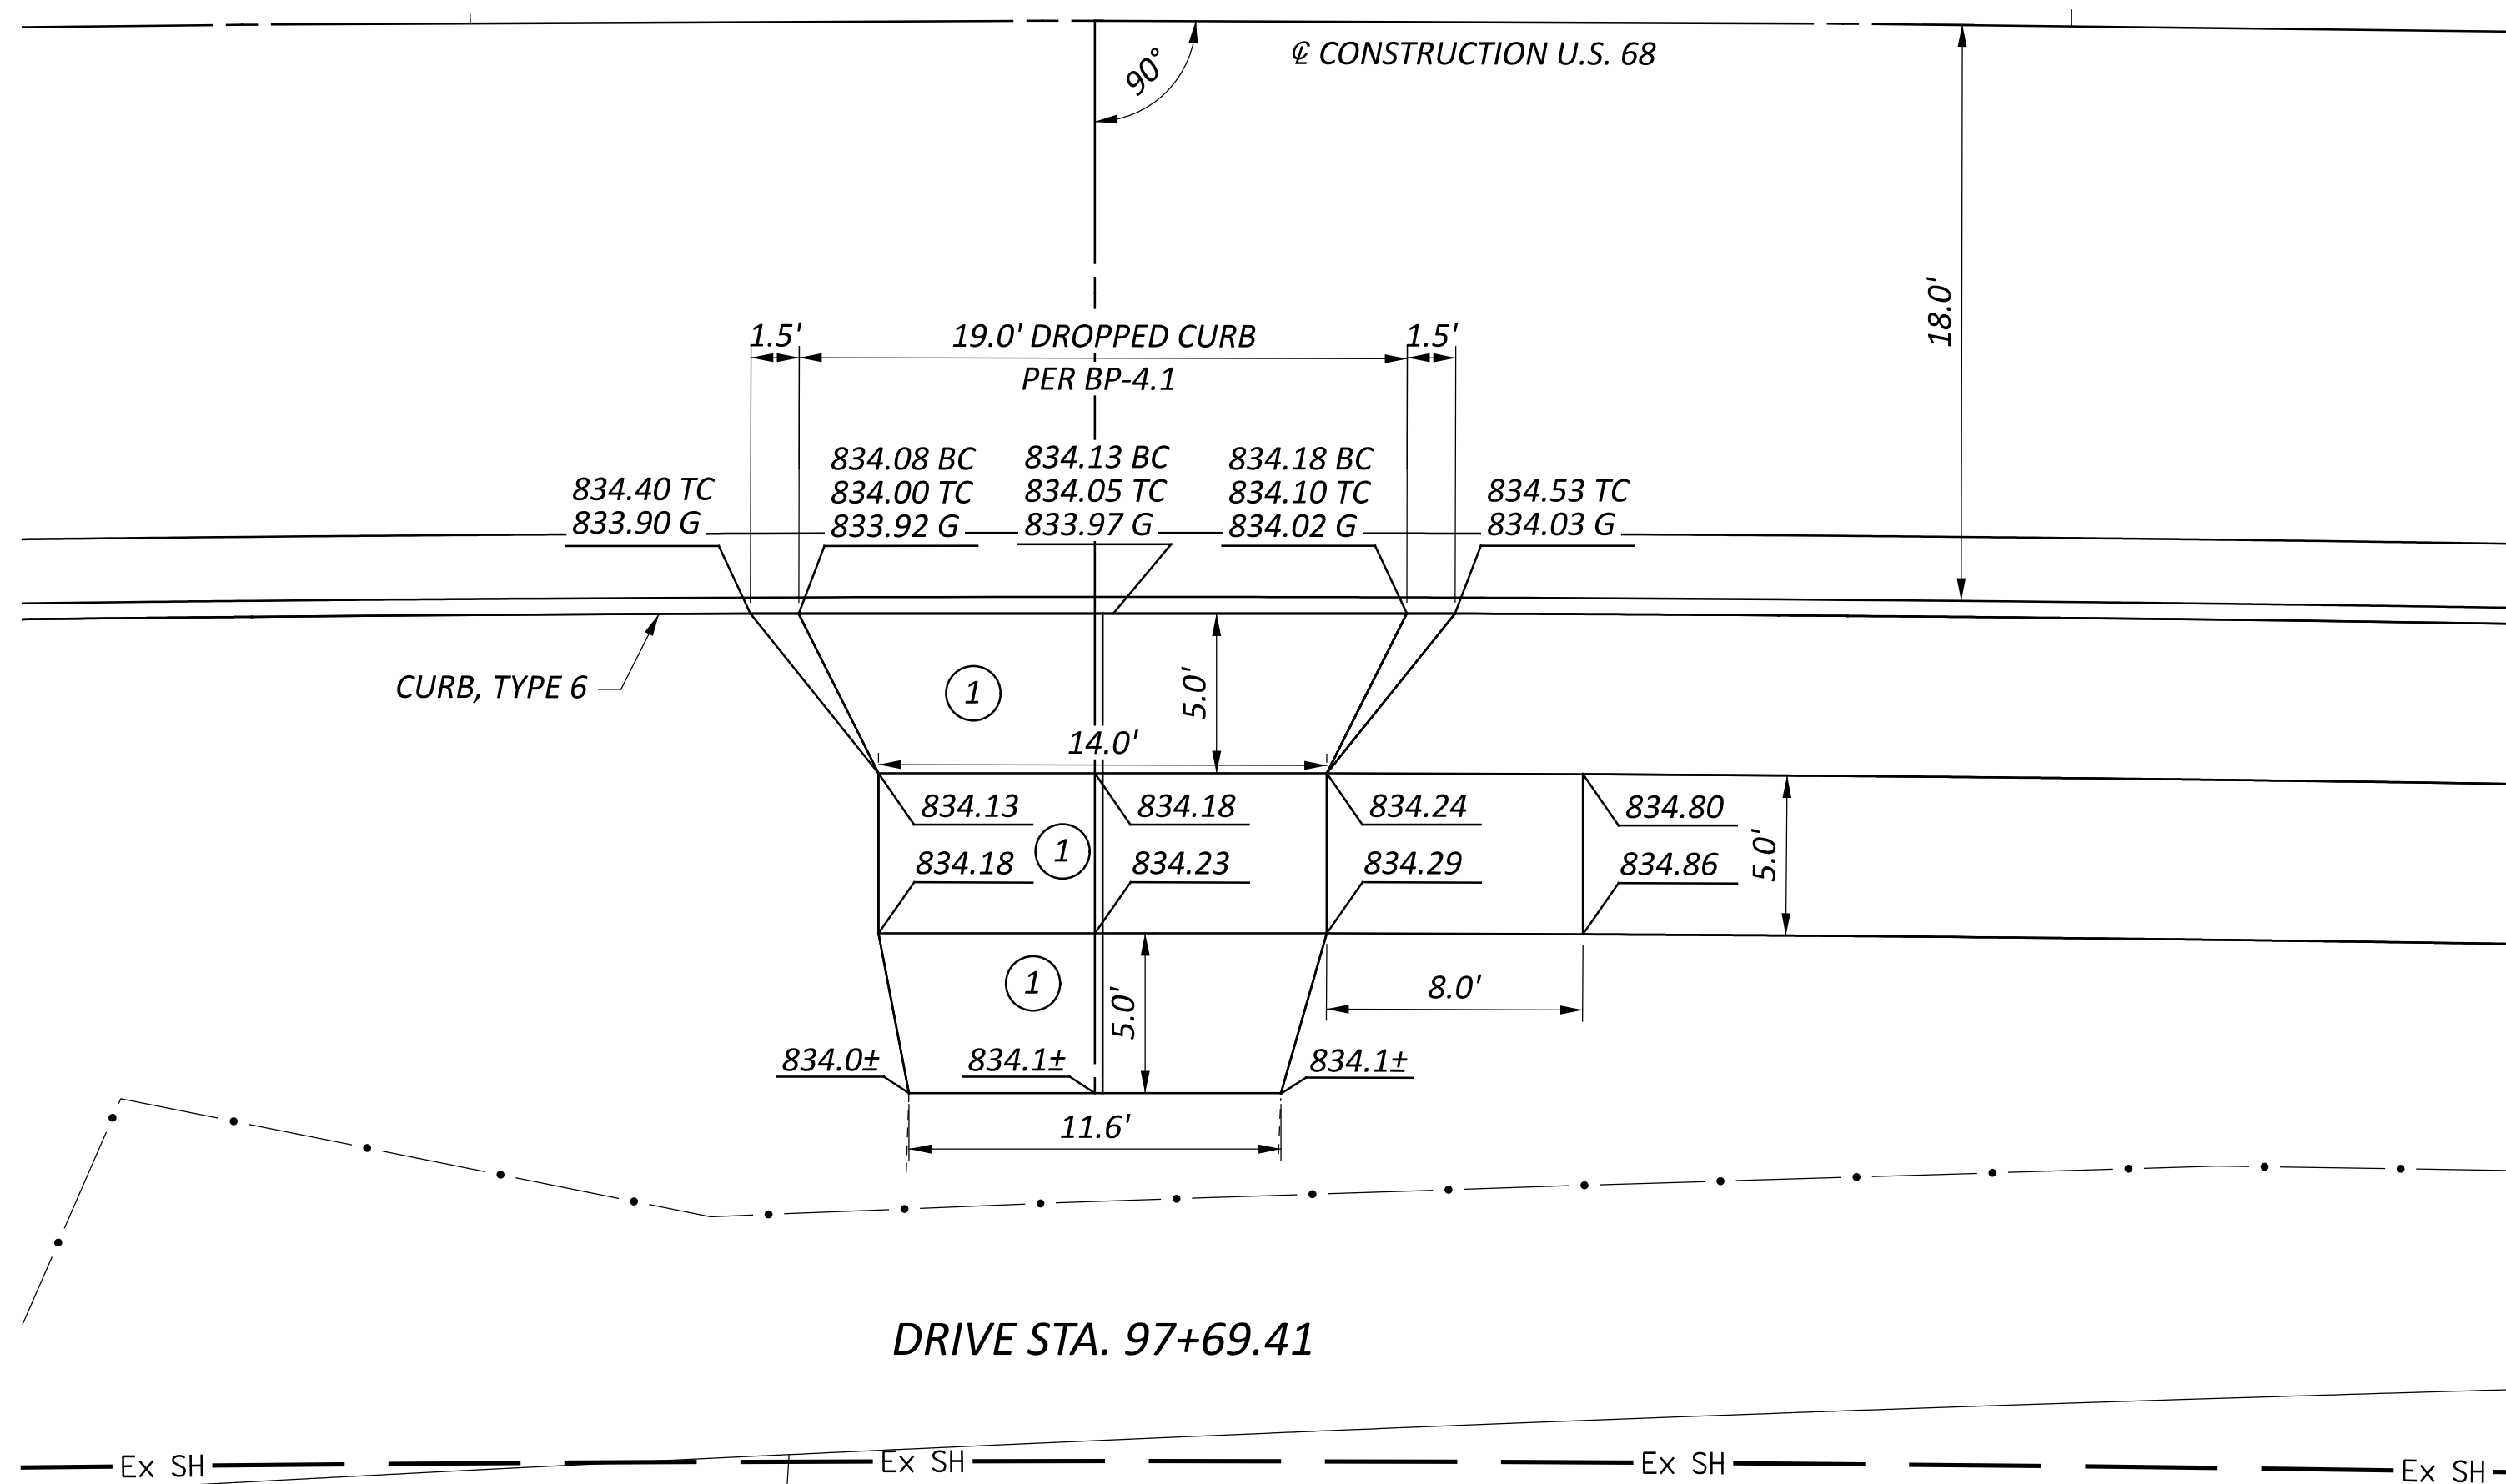 ℄ CONSTRUCTION U.S. 68
90°
18.0'
1.5'
19.0' DROPPED CURB
1.5'
PER BP-4.1
834.40 TC
833.90 G
834.08 BC
834.00 TC
833.92 G
834.13 BC
834.05 TC
833.97 G
834.18 BC
834.10 TC
834.02 G
834.53 TC
834.03 G
CURB, TYPE 6
1
5.0'
14.0'
834.13
834.18
834.24
834.80
1
5.0'
834.18
834.23
834.29
834.86
1
5.0'
8.0'
834.0±
834.1±
834.1±
11.6'
DRIVE STA. 97+69.41
Ex SH
Ex SH
Ex SH
Ex SH